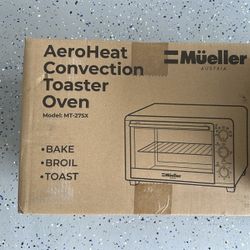 AeroHeat
Convection
Toaster
Oven
Model: MT-275X
Mueller
AUSTRIA
•BAKE
•BROIL
•TOAST